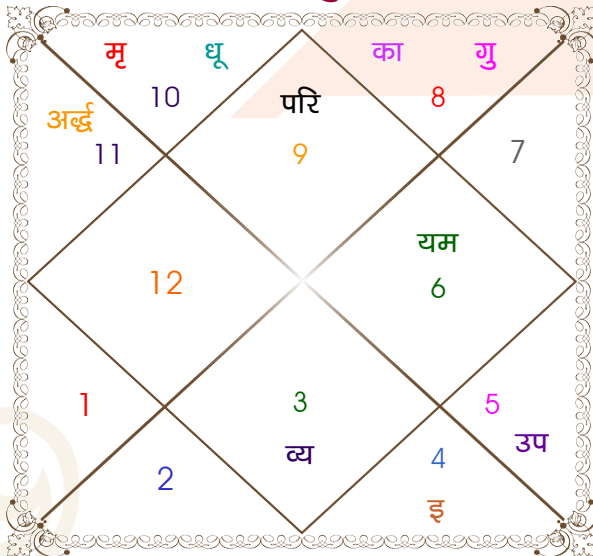 मृ धू का गु
10 परि 8
अर्द्ध
11 9 7
यम
12 6
1 3 5
व्य उप
2 4
इ